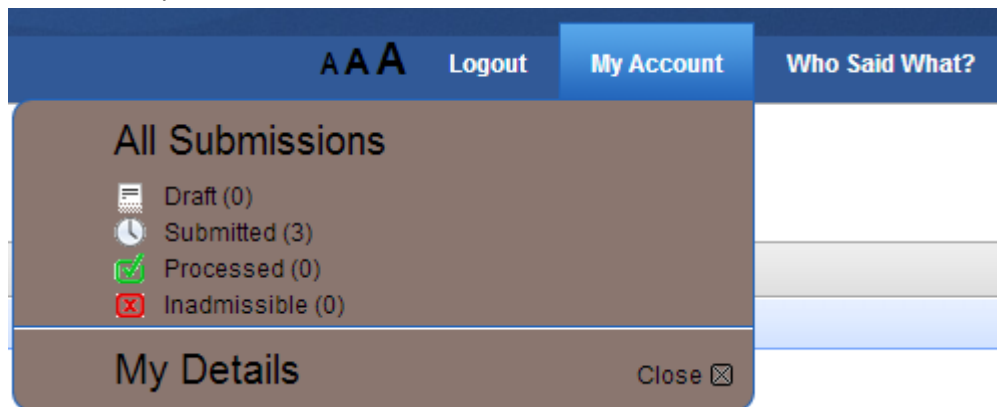 A A A Logout My Account Who Said What?
All Submissions
Draft (0)
Submitted (3)
Processed (0)
Inadmissible (0)
My Details
Close